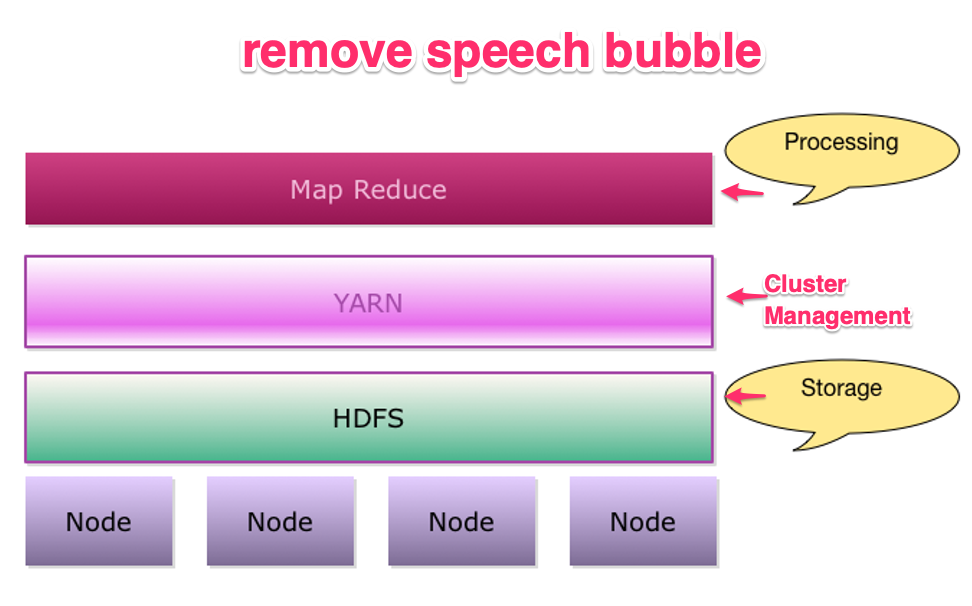 remove speech bubble
Processing
Map Reduce
YARN
Cluster
Management
HDFS
Storage
Node
Node
Node
Node